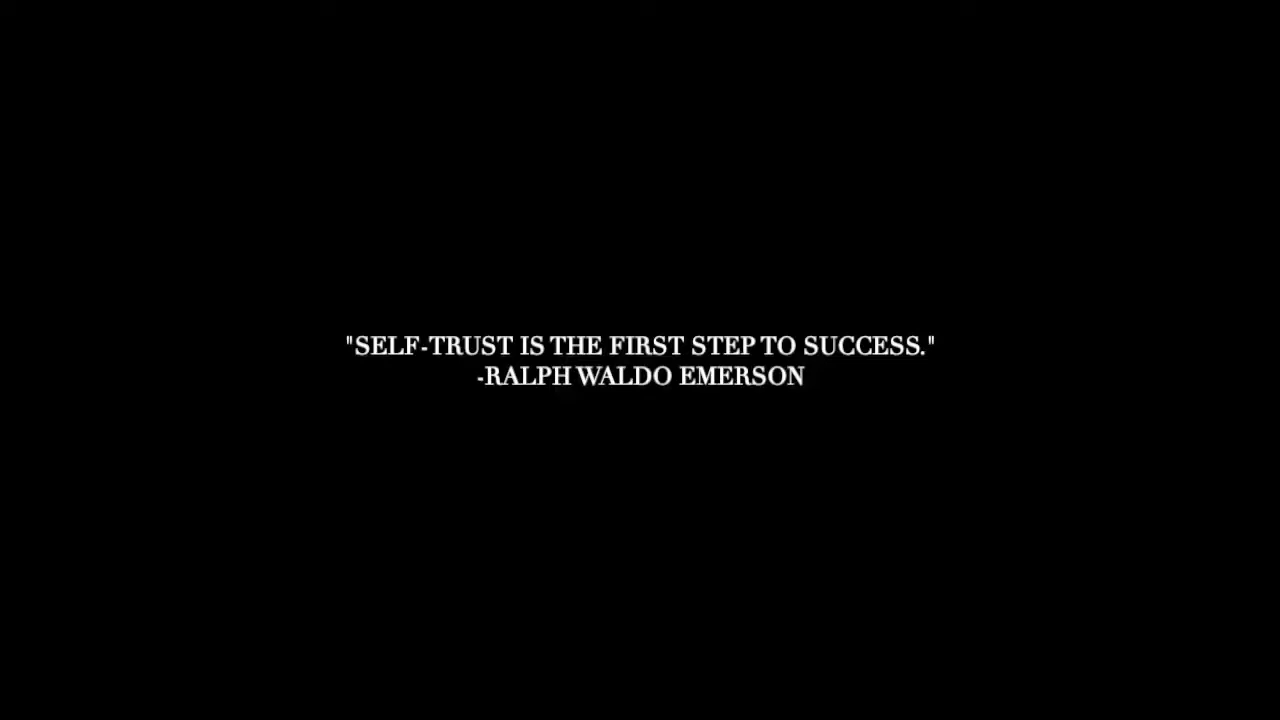 "SELF-TRUST IS THE FIRST STEP TO SUCCESS."
-RALPH WALDO EMERSON